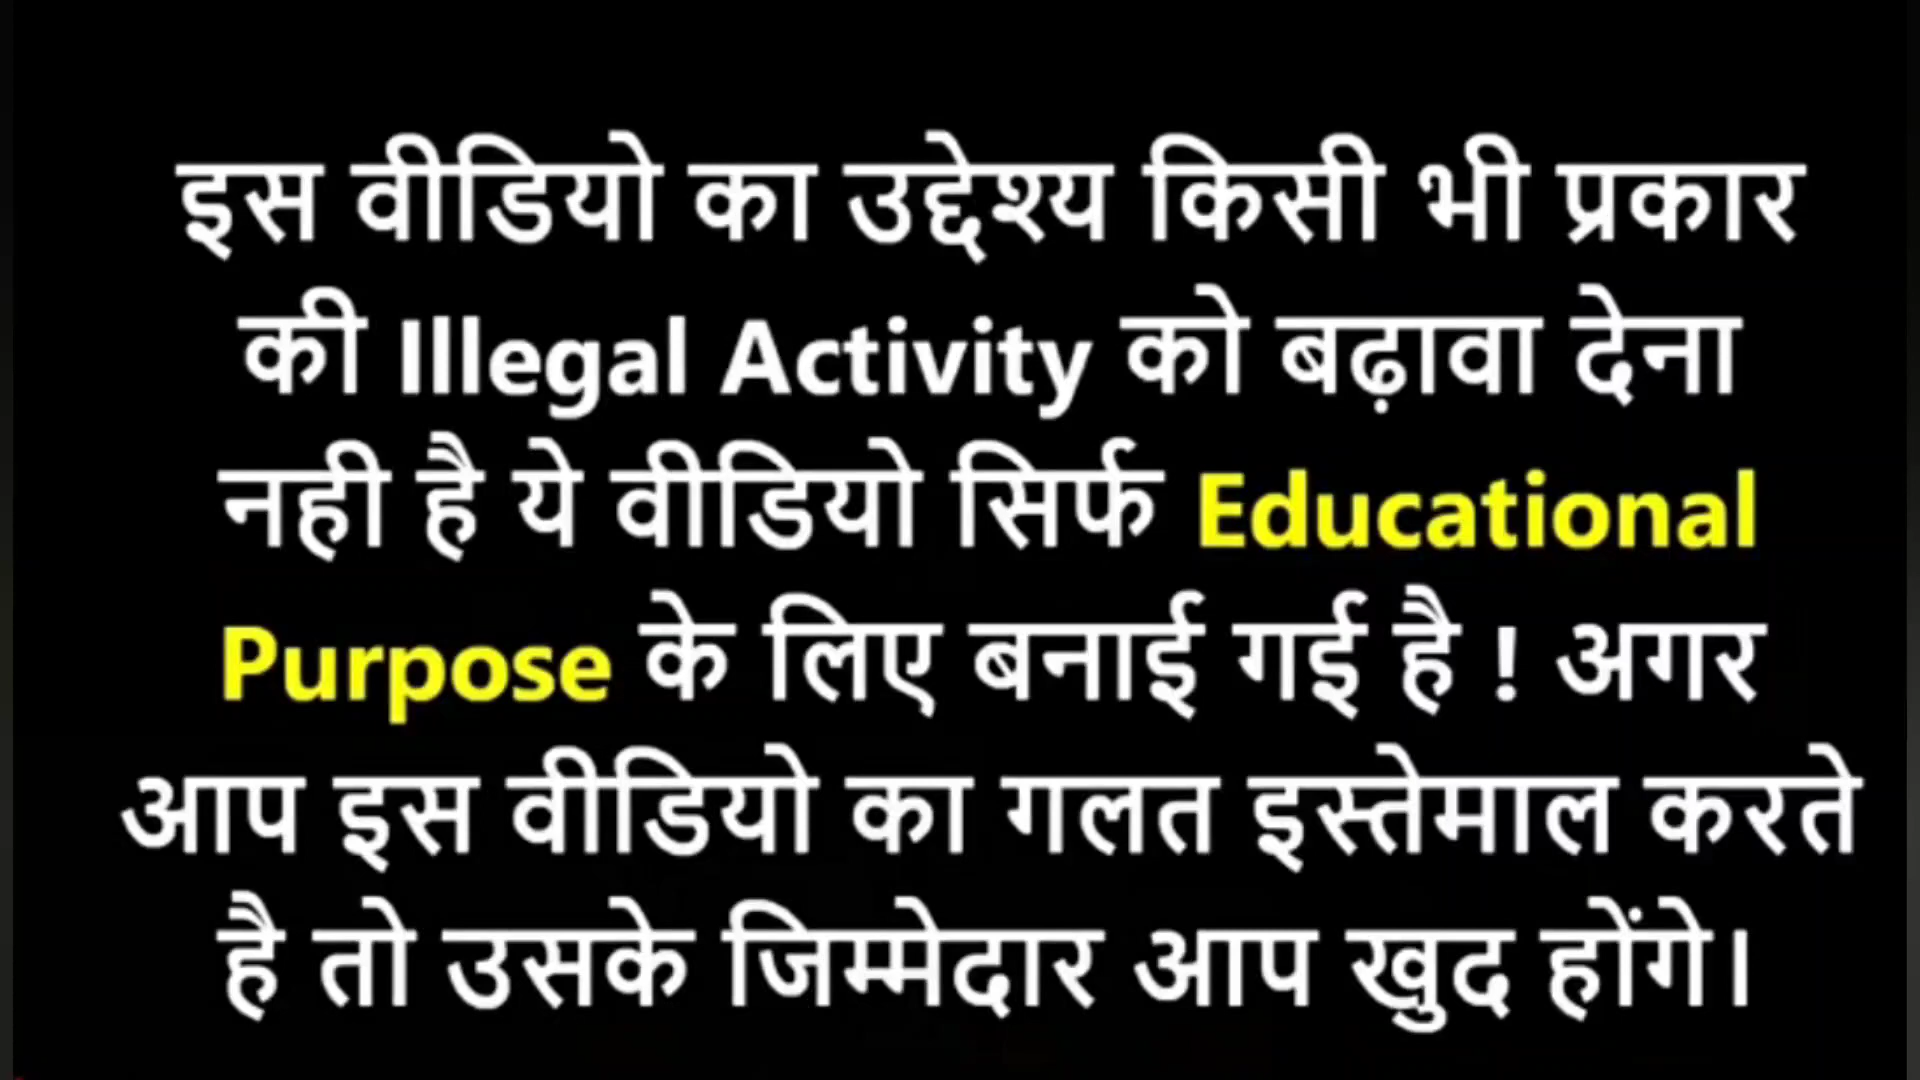 इस वीडियो का उद्देश्य किसी भी प्रकार
की Illegal Activity को बढ़ावा देना
नही है ये वीडियो सिर्फ Educational
Purpose के लिए बनाई गई है ! अगर
आप इस वीडियो का गलत इस्तेमाल करते
है तो उसके जिम्मेदार आप खुद होंगे।